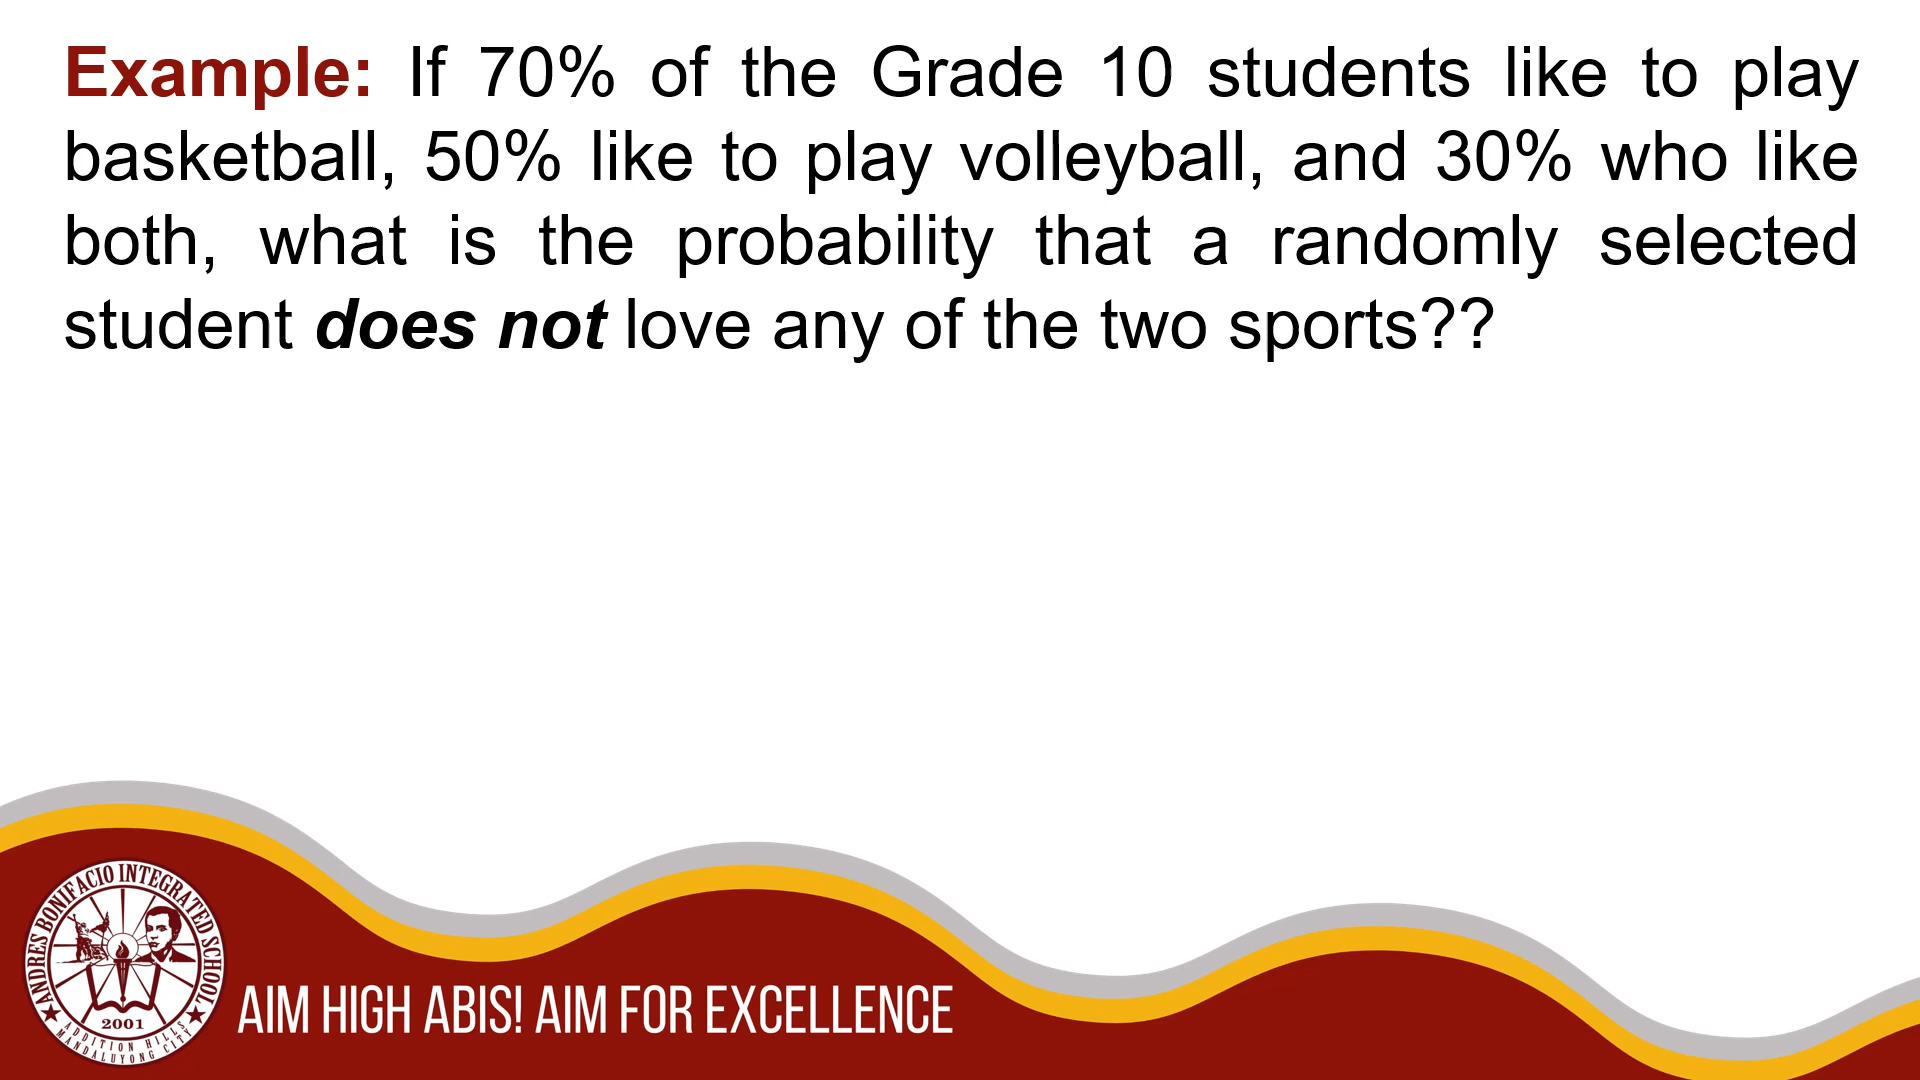 Example: If 70% of the Grade 10 students like to play
basketball, 50% like to play volleyball, and 30% who like
both, what is the probability that a randomly selected
student does not love any of the two sports??
ANDRES BONIFACIO INTEGRATED SCHOOL
2001
ADDITION HILLS
MANDALUYONG CITY
AIM HIGH ABIS! AIM FOR EXCELLENCE